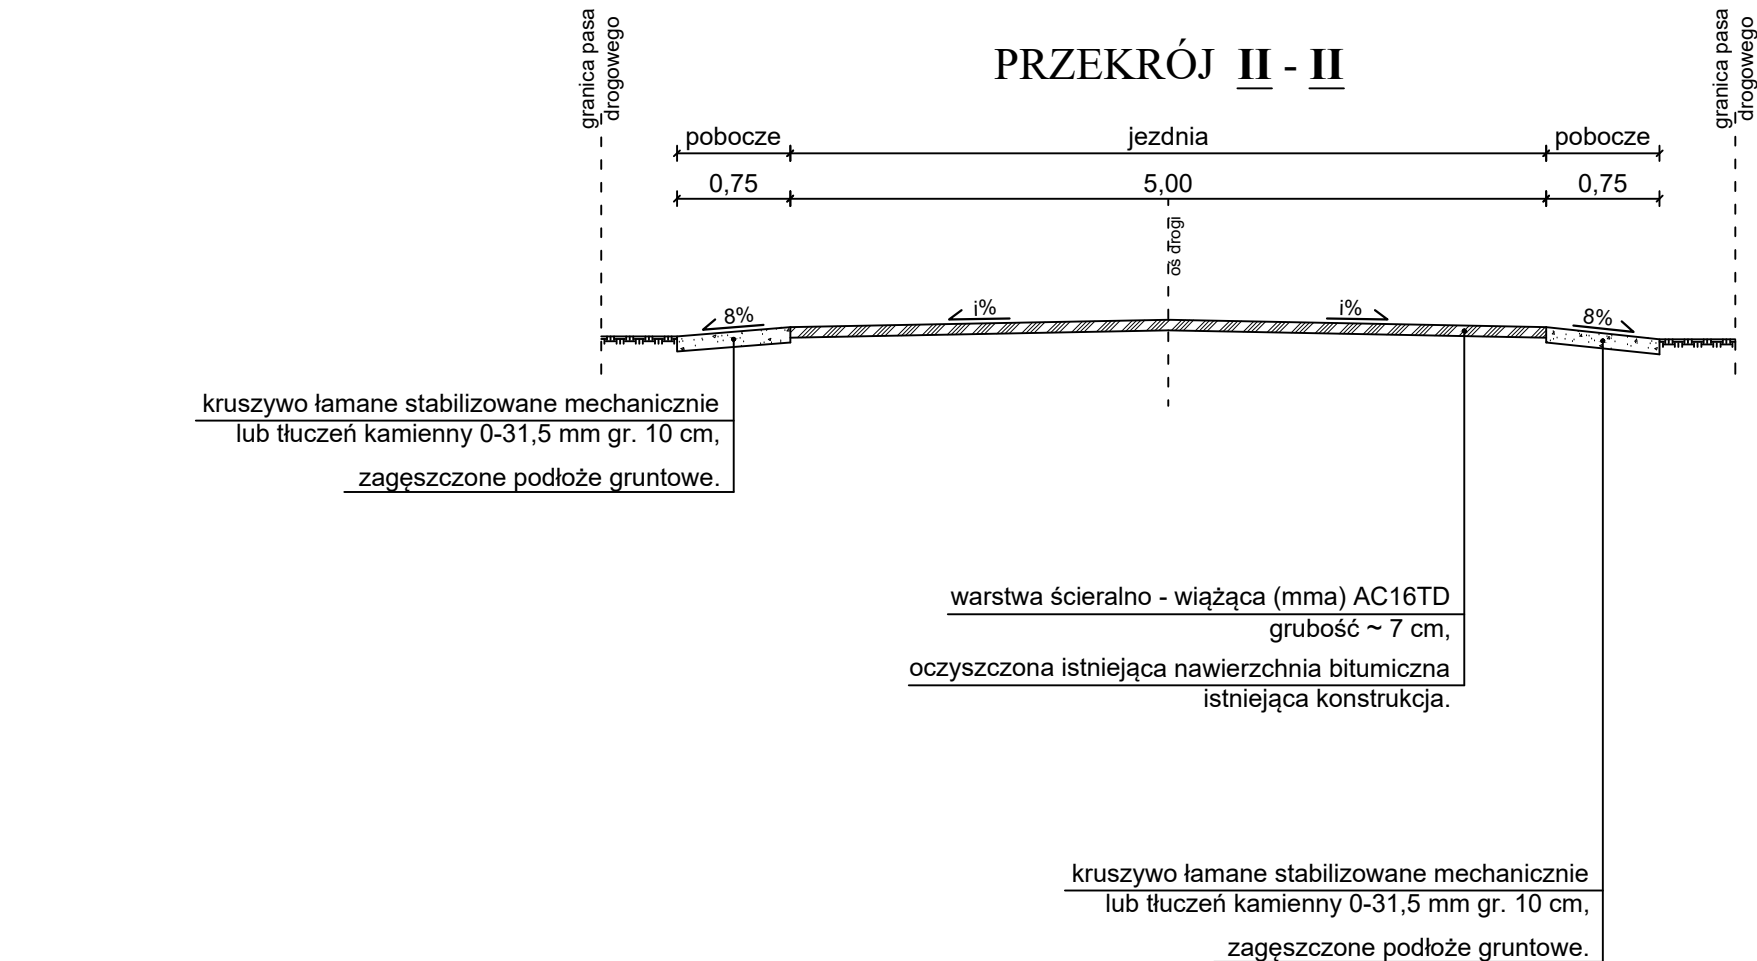 granica pasa
drogowego
PRZEKRÓJ II - II
granica pasa
drogowego
pobocze
jezdnia
pobocze
0,75
5,00
0,75
oś drogi
8%
i%
i%
8%
kruszywo łamane stabilizowane mechanicznie
lub tłuczeń kamienny 0-31,5 mm gr. 10 cm,
zagęszczone podłoże gruntowe.
warstwa ścieralno - wiążąca (mma) AC16TD
grubość ~ 7 cm,
oczyszczona istniejąca nawierzchnia bitumiczna
istniejąca konstrukcja.
kruszywo łamane stabilizowane mechanicznie
lub tłuczeń kamienny 0-31,5 mm gr. 10 cm,
zagęszczone podłoże gruntowe.